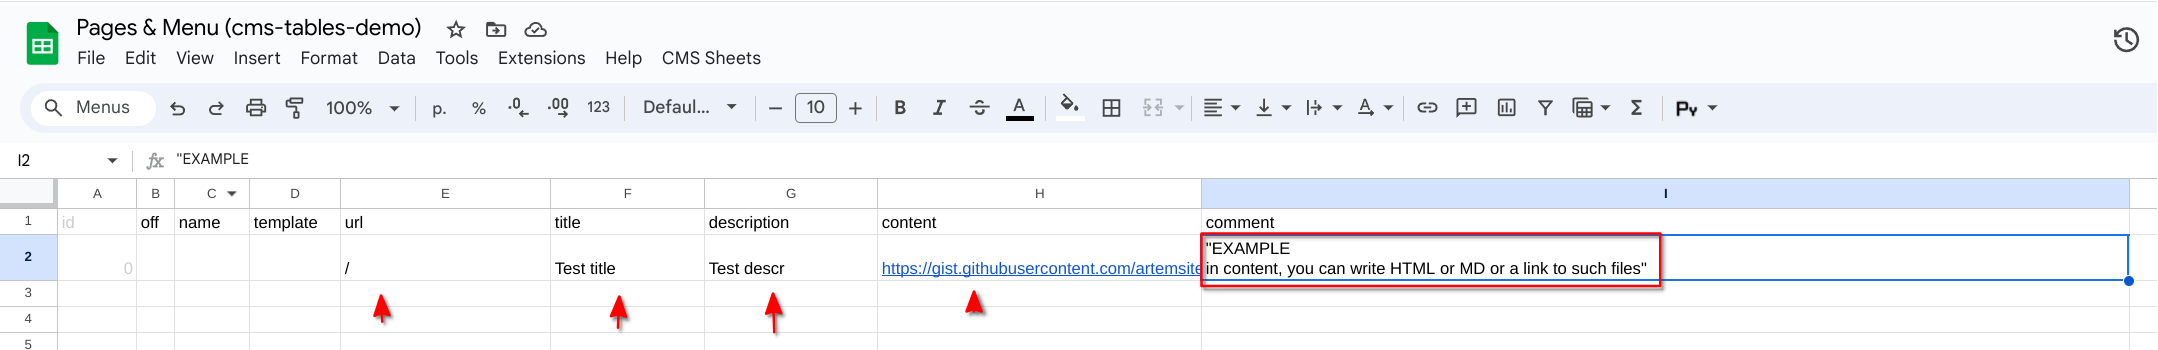 Pages & Menu (cms-tables-demo)
File Edit View Insert Format Data Tools Extensions Help CMS Sheets
Menus 100% р. % .0 .00 123 Defaul... 10 B I A Σ Py
I2 fx "EXAMPLE
A B C D E F G H I
1 id off name template url title description content comment
"EXAMPLE
2 0 / Test title Test descr https://gist.githubusercontent.com/artemsite in content, you can write HTML or MD or a link to such files"
3
4
5